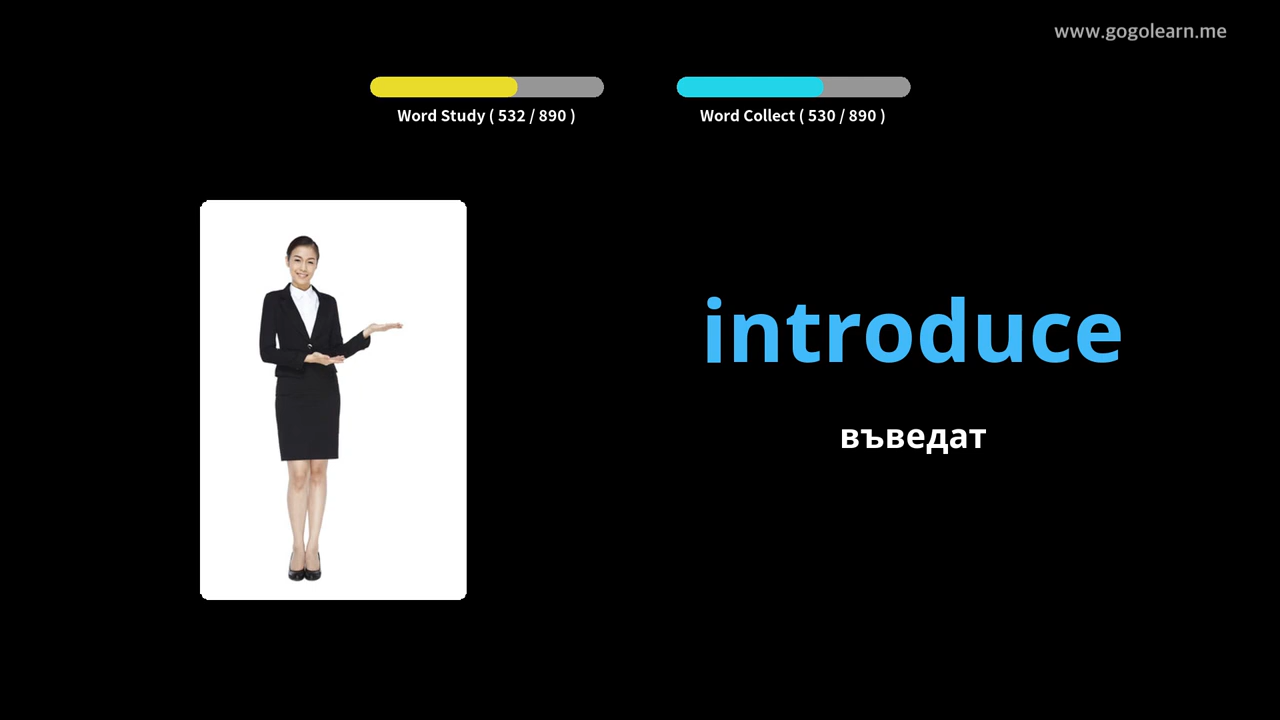 www.gogolearn.me
Word Study ( 532 / 890 )
Word Collect ( 530 / 890 )
introduce
въведат